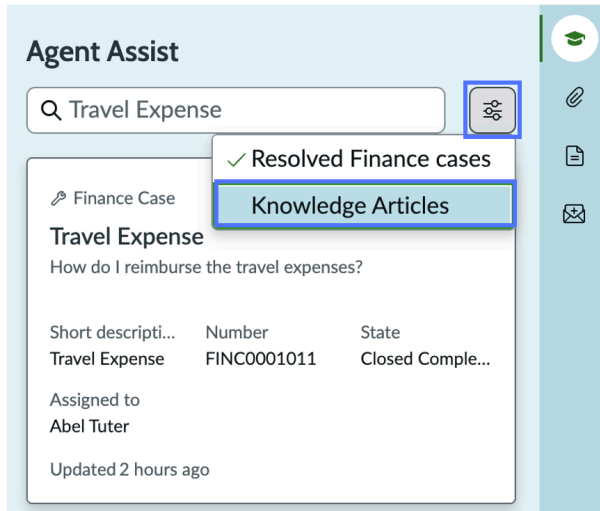 Agent Assist
Travel Expense
Resolved Finance cases
Knowledge Articles
Finance Case
Travel Expense
How do I reimburse the travel expenses?
Short descripti... Number State
Travel Expense FINC0001011 Closed Comple...
Assigned to
Abel Tuter
Updated 2 hours ago